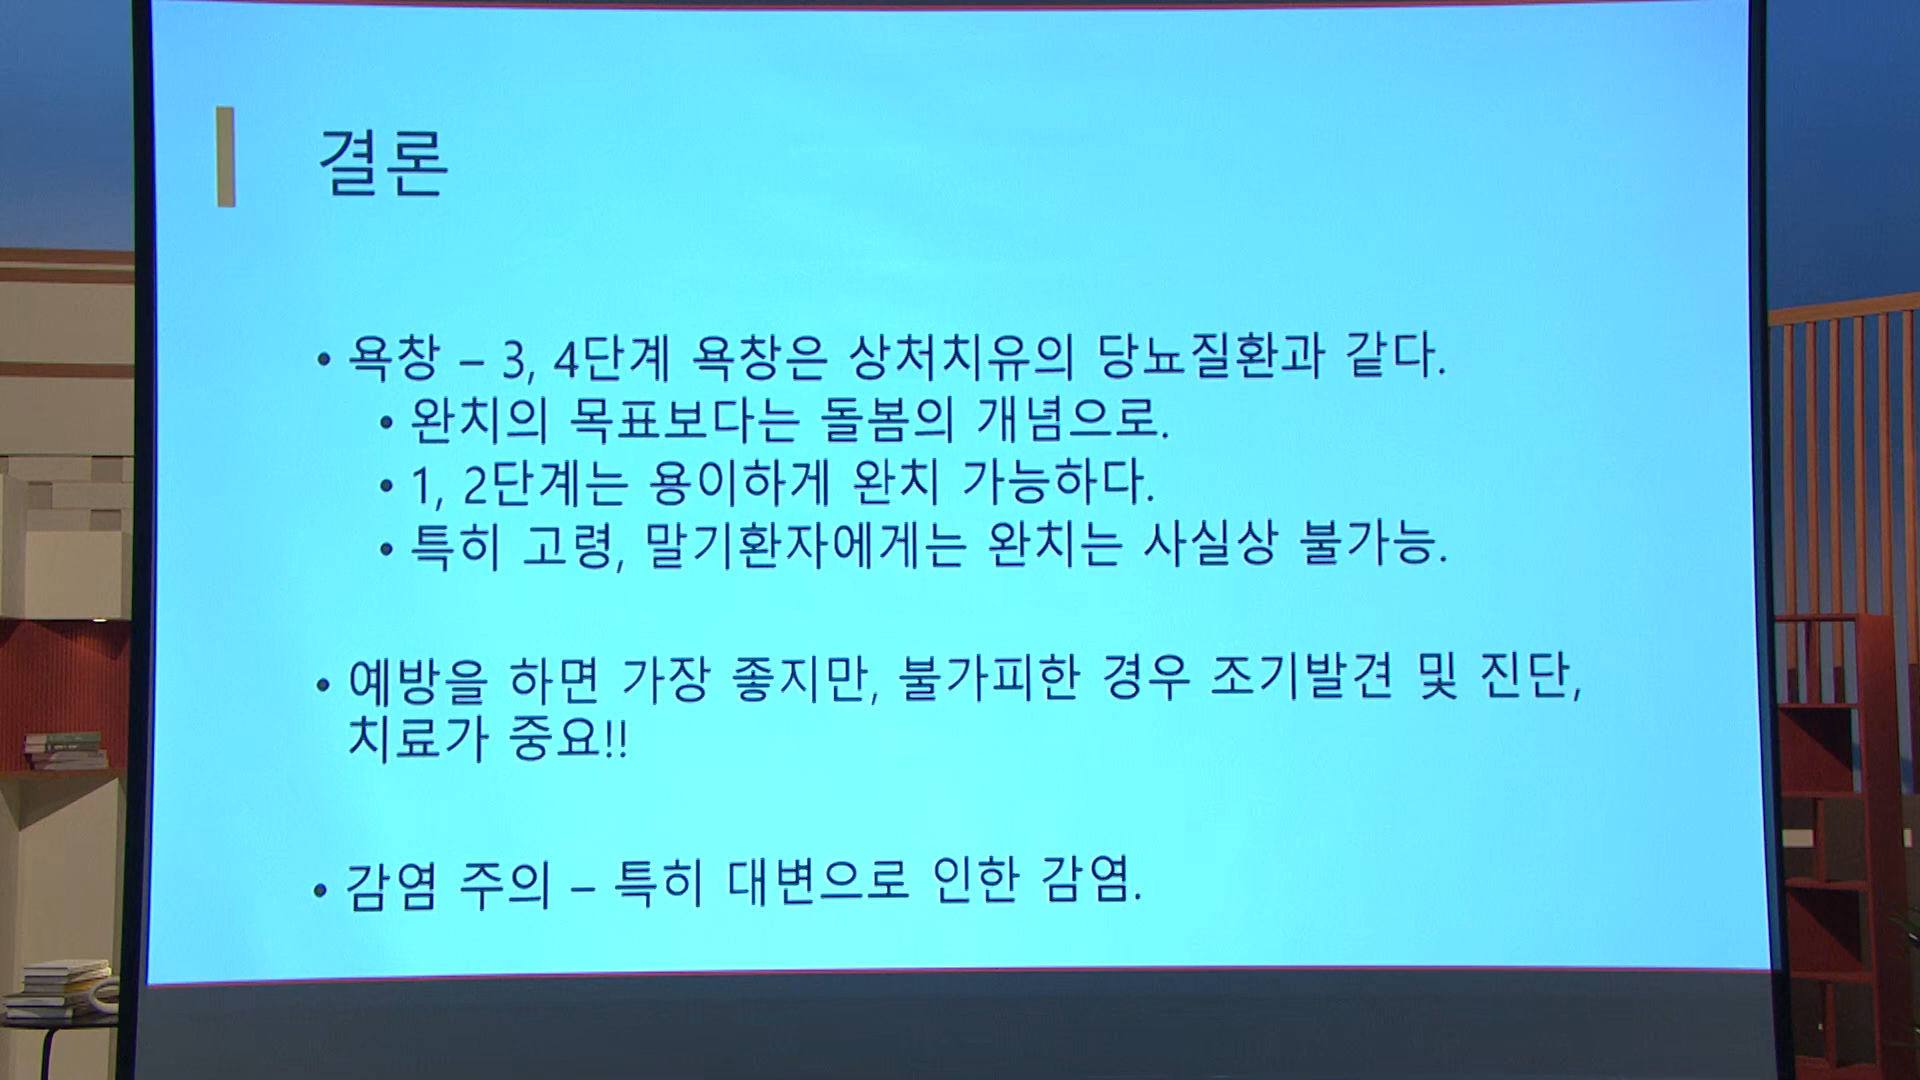 결론
• 욕창 – 3, 4단계 욕창은 상처치유의 당뇨질환과 같다.
• 완치의 목표보다는 돌봄의 개념으로.
• 1, 2단계는 용이하게 완치 가능하다.
• 특히 고령, 말기환자에게는 완치는 사실상 불가능.
• 예방을 하면 가장 좋지만, 불가피한 경우 조기발견 및 진단,
치료가 중요!!
• 감염 주의 – 특히 대변으로 인한 감염.